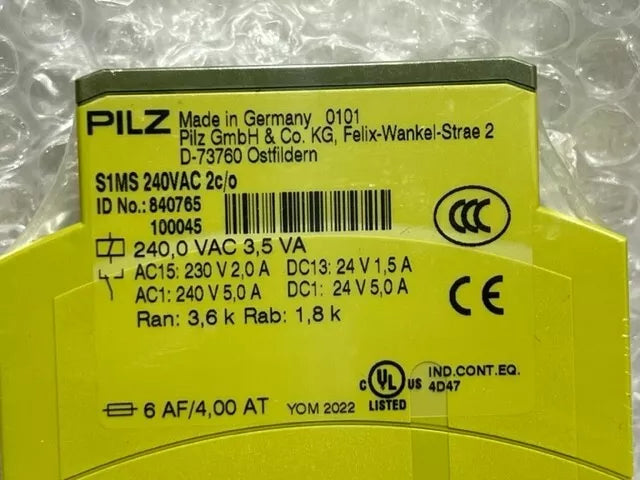 PILZ Made in Germany 0101
Pilz GmbH & Co. KG, Felix-Wankel-Strae 2
D-73760 Ostfildern
S1MS 240VAC 2c/o
ID No.: 840765
100045
CCC
240,0 VAC 3,5 VA
AC15: 230 V 2,0 A DC13: 24 V 1,5 A
AC1: 240 V 5,0 A DC1: 24 V 5,0 A
CE
Ran: 3,6 k Rab: 1,8 k
C UL US IND.CONT.EQ.
LISTED 4D47
6 AF/4,00 AT YOM 2022